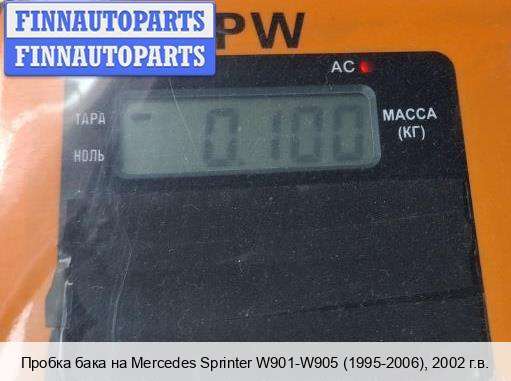 FINNAUTOPARTS
FINNAUTOPARTS
PW
AC
ТАРА
0.100
МАССА
(КГ)
НОЛЬ
Пробка бака на Mercedes Sprinter W901-W905 (1995-2006), 2002 г.в.